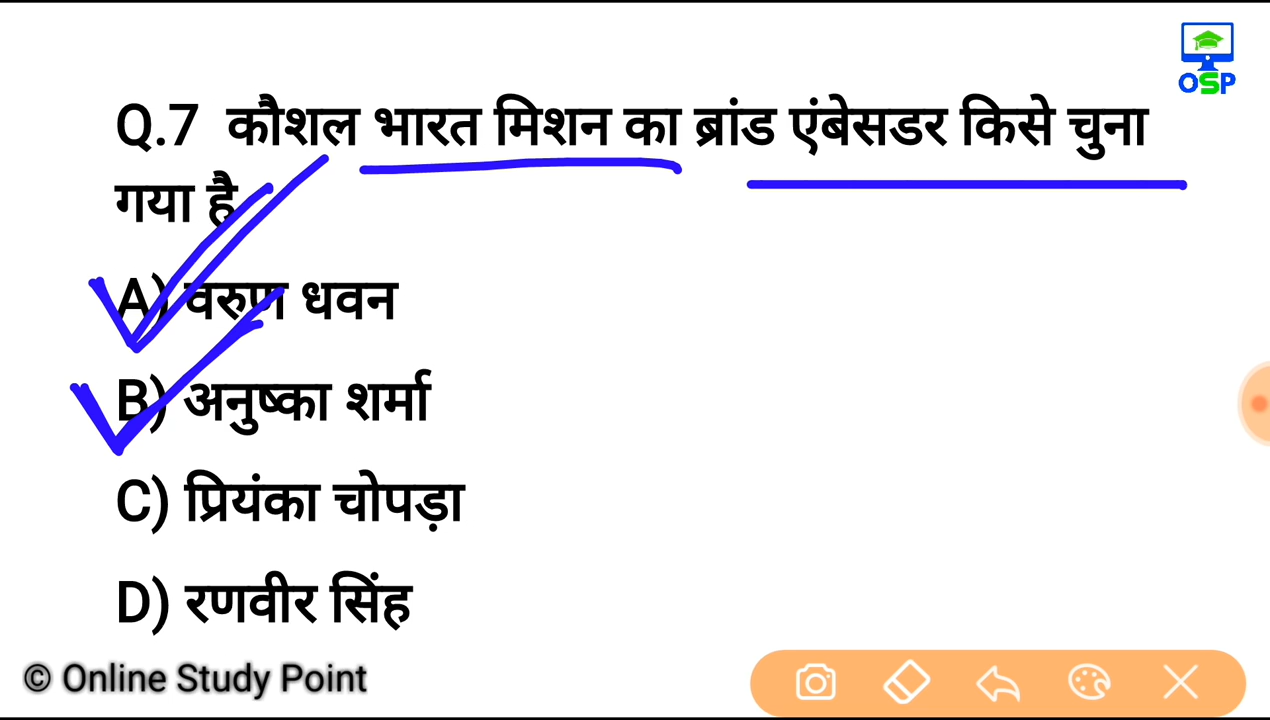 OSP
Q.7 कौशल भारत मिशन का ब्रांड एंबेसडर किसे चुना
गया है
A) वरुण धवन
B) अनुष्का शर्मा
C) प्रियंका चोपड़ा
D) रणवीर सिंह
© Online Study Point